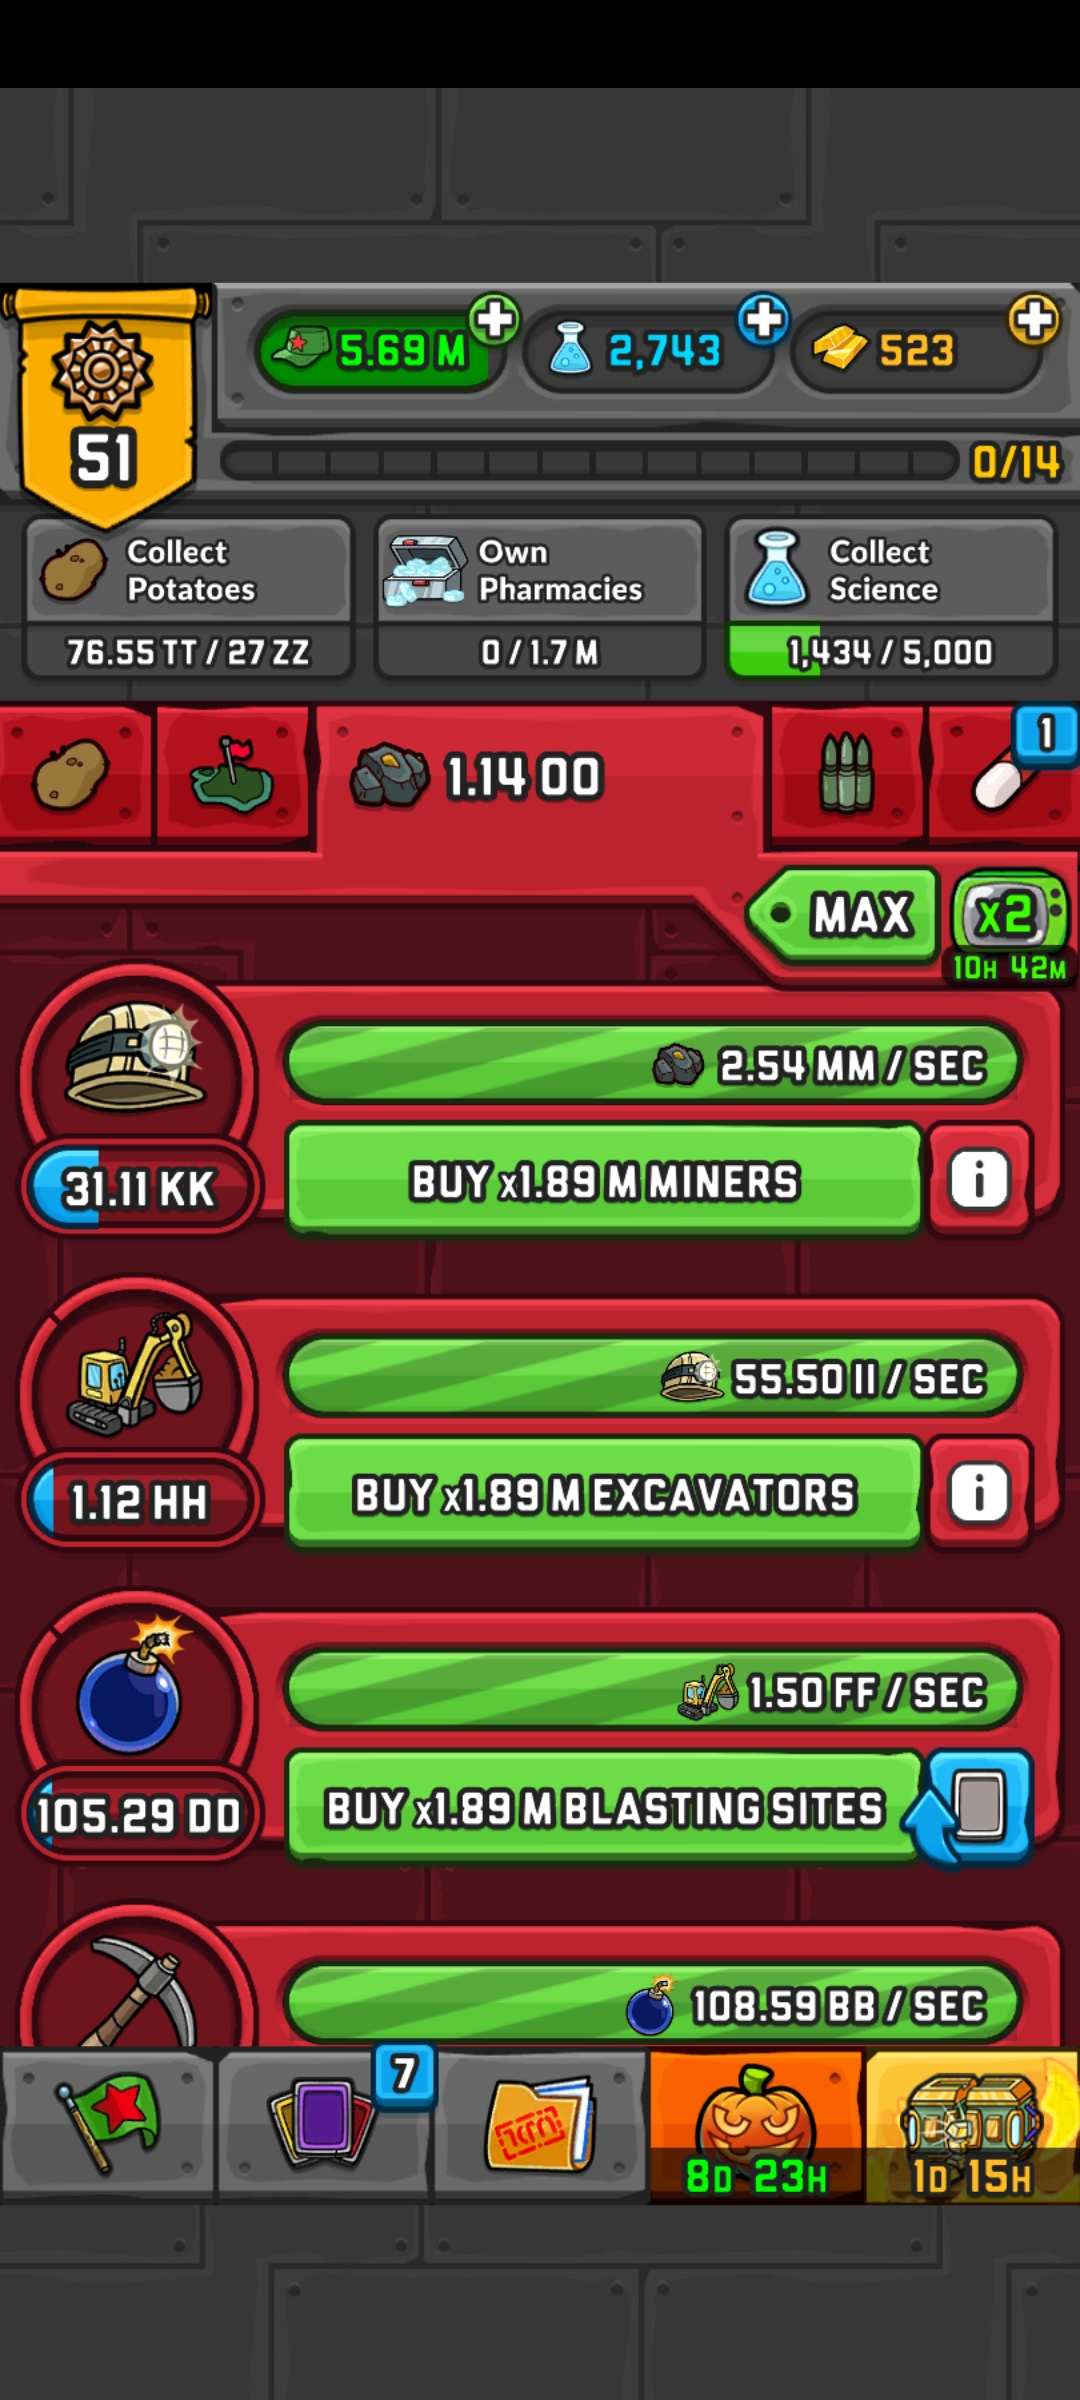 51
5.69 M
2,743
523
0/14
Collect Potatoes
76.55 TT / 27 ZZ
Own Pharmacies
0 / 1.7 M
Collect Science
1,434 / 5,000
1.14 OO
1
MAX
x2
10H 42M
2.54 MM / SEC
31.11 KK
BUY x1.89 M MINERS
i
55.50 II / SEC
1.12 HH
BUY x1.89 M EXCAVATORS
i
1.50 FF / SEC
105.29 DD
BUY x1.89 M BLASTING SITES
108.59 BB / SEC
7
8D 23H
1D 15H